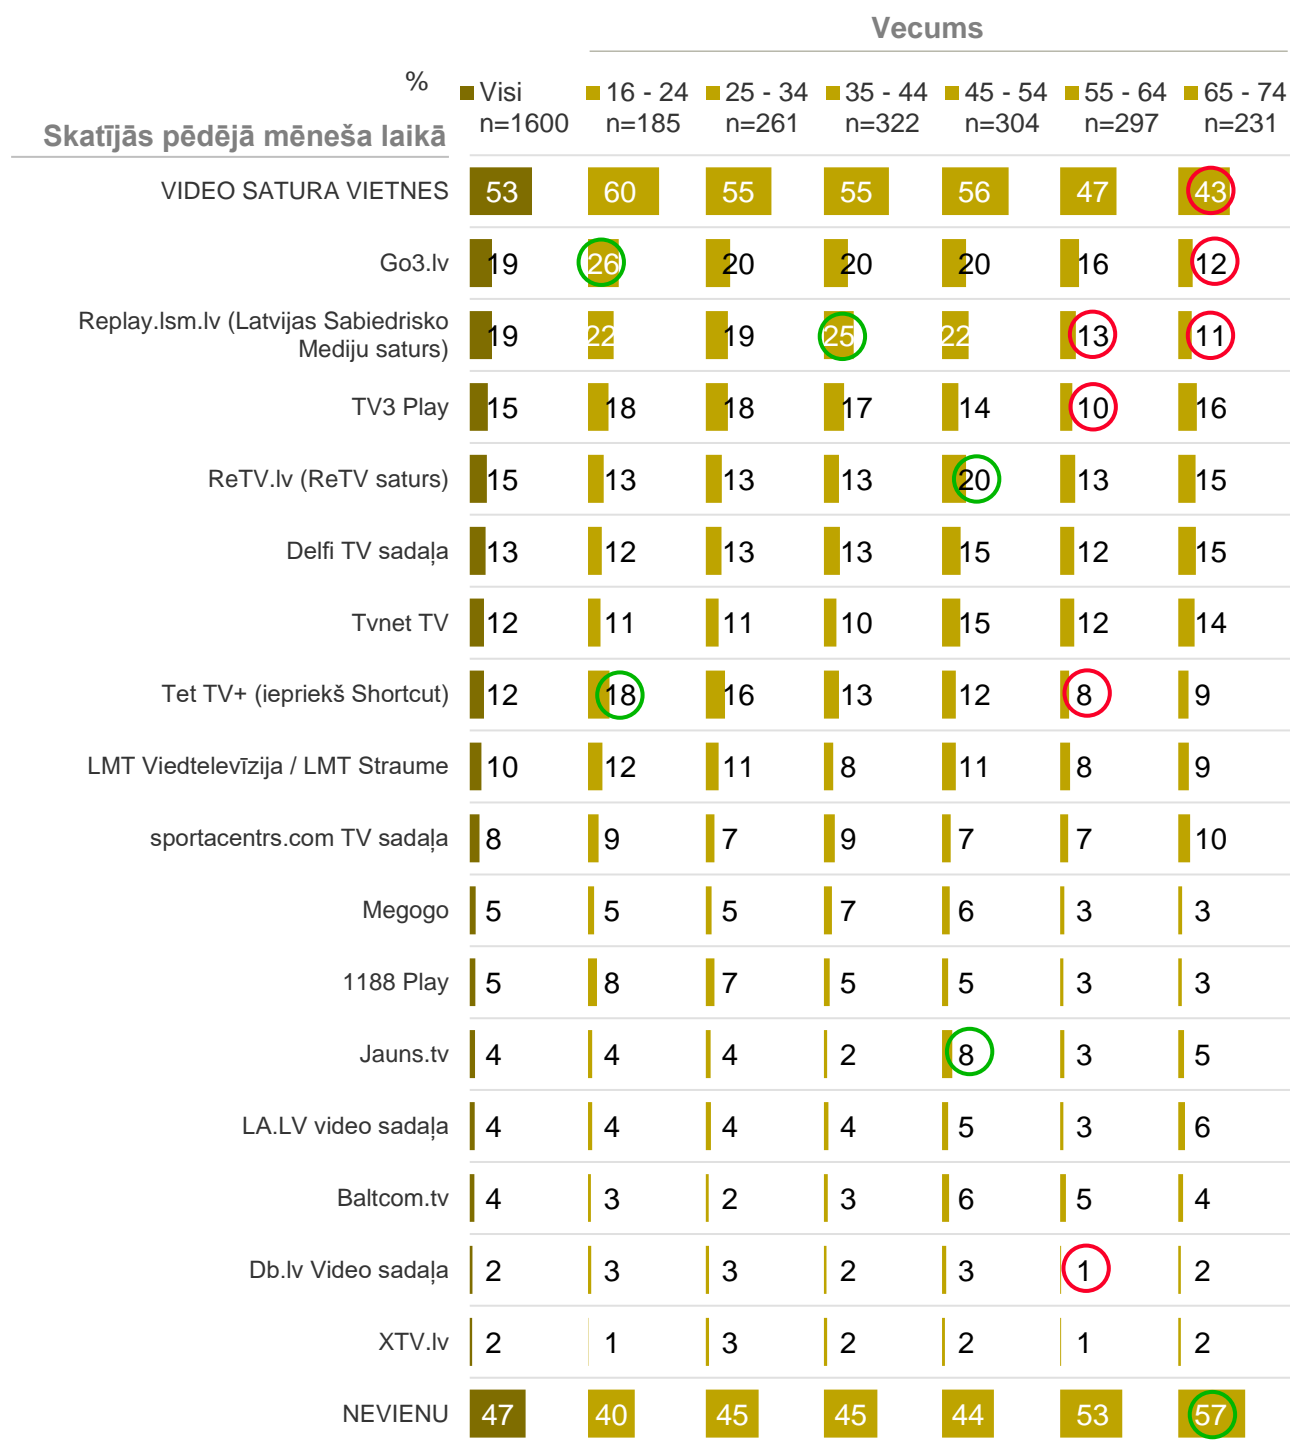 Vecums
%
Visi 16 - 24 25 - 34 35 - 44 45 - 54 55 - 64 65 - 74
n=1600 n=185 n=261 n=322 n=304 n=297 n=231
Skatījās pēdējā mēneša laikā
VIDEO SATURA VIETNES 53 60 55 55 56 47 43
Go3.lv 19 26 20 20 20 16 12
Replay.lsm.lv (Latvijas Sabiedrisko
Mediju saturs) 19 22 19 25 22 13 11
TV3 Play 15 18 18 17 14 10 16
ReTV.lv (ReTV saturs) 15 13 13 13 20 13 15
Delfi TV sadaļa 13 12 13 13 15 12 15
Tvnet TV 12 11 11 10 15 12 14
Tet TV+ (iepriekš Shortcut) 12 18 16 13 12 8 9
LMT Viedtelevīzija / LMT Straume 10 12 11 8 11 8 9
sportacentrs.com TV sadaļa 8 9 7 9 7 7 10
Megogo 5 5 5 7 6 3 3
1188 Play 5 8 7 5 5 3 3
Jauns.tv 4 4 4 2 8 3 5
LA.LV video sadaļa 4 4 4 4 5 3 6
Baltcom.tv 4 3 2 3 6 5 4
Db.lv Video sadaļa 2 3 3 2 3 1 2
XTV.lv 2 1 3 2 2 1 2
NEVIENU 47 40 45 45 44 53 57